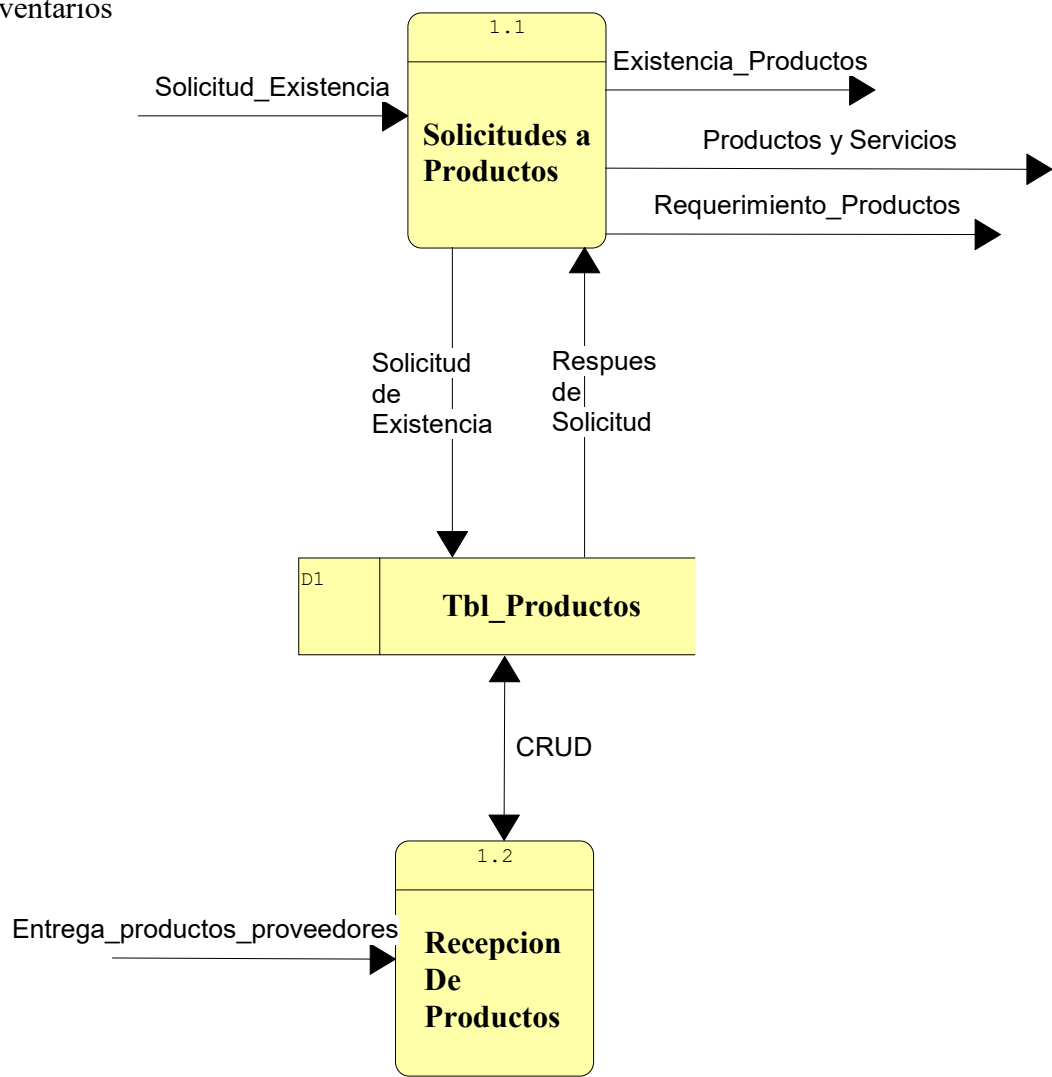 ventarios
1.1
Solicitud_Existencia
Solicitudes a
Productos
Existencia_Productos
Productos y Servicios
Requerimiento_Productos
Solicitud
de
Existencia
Respues
de
Solicitud
D1
Tbl_Productos
CRUD
1.2
Entrega_productos_proveedores
Recepcion
De
Productos